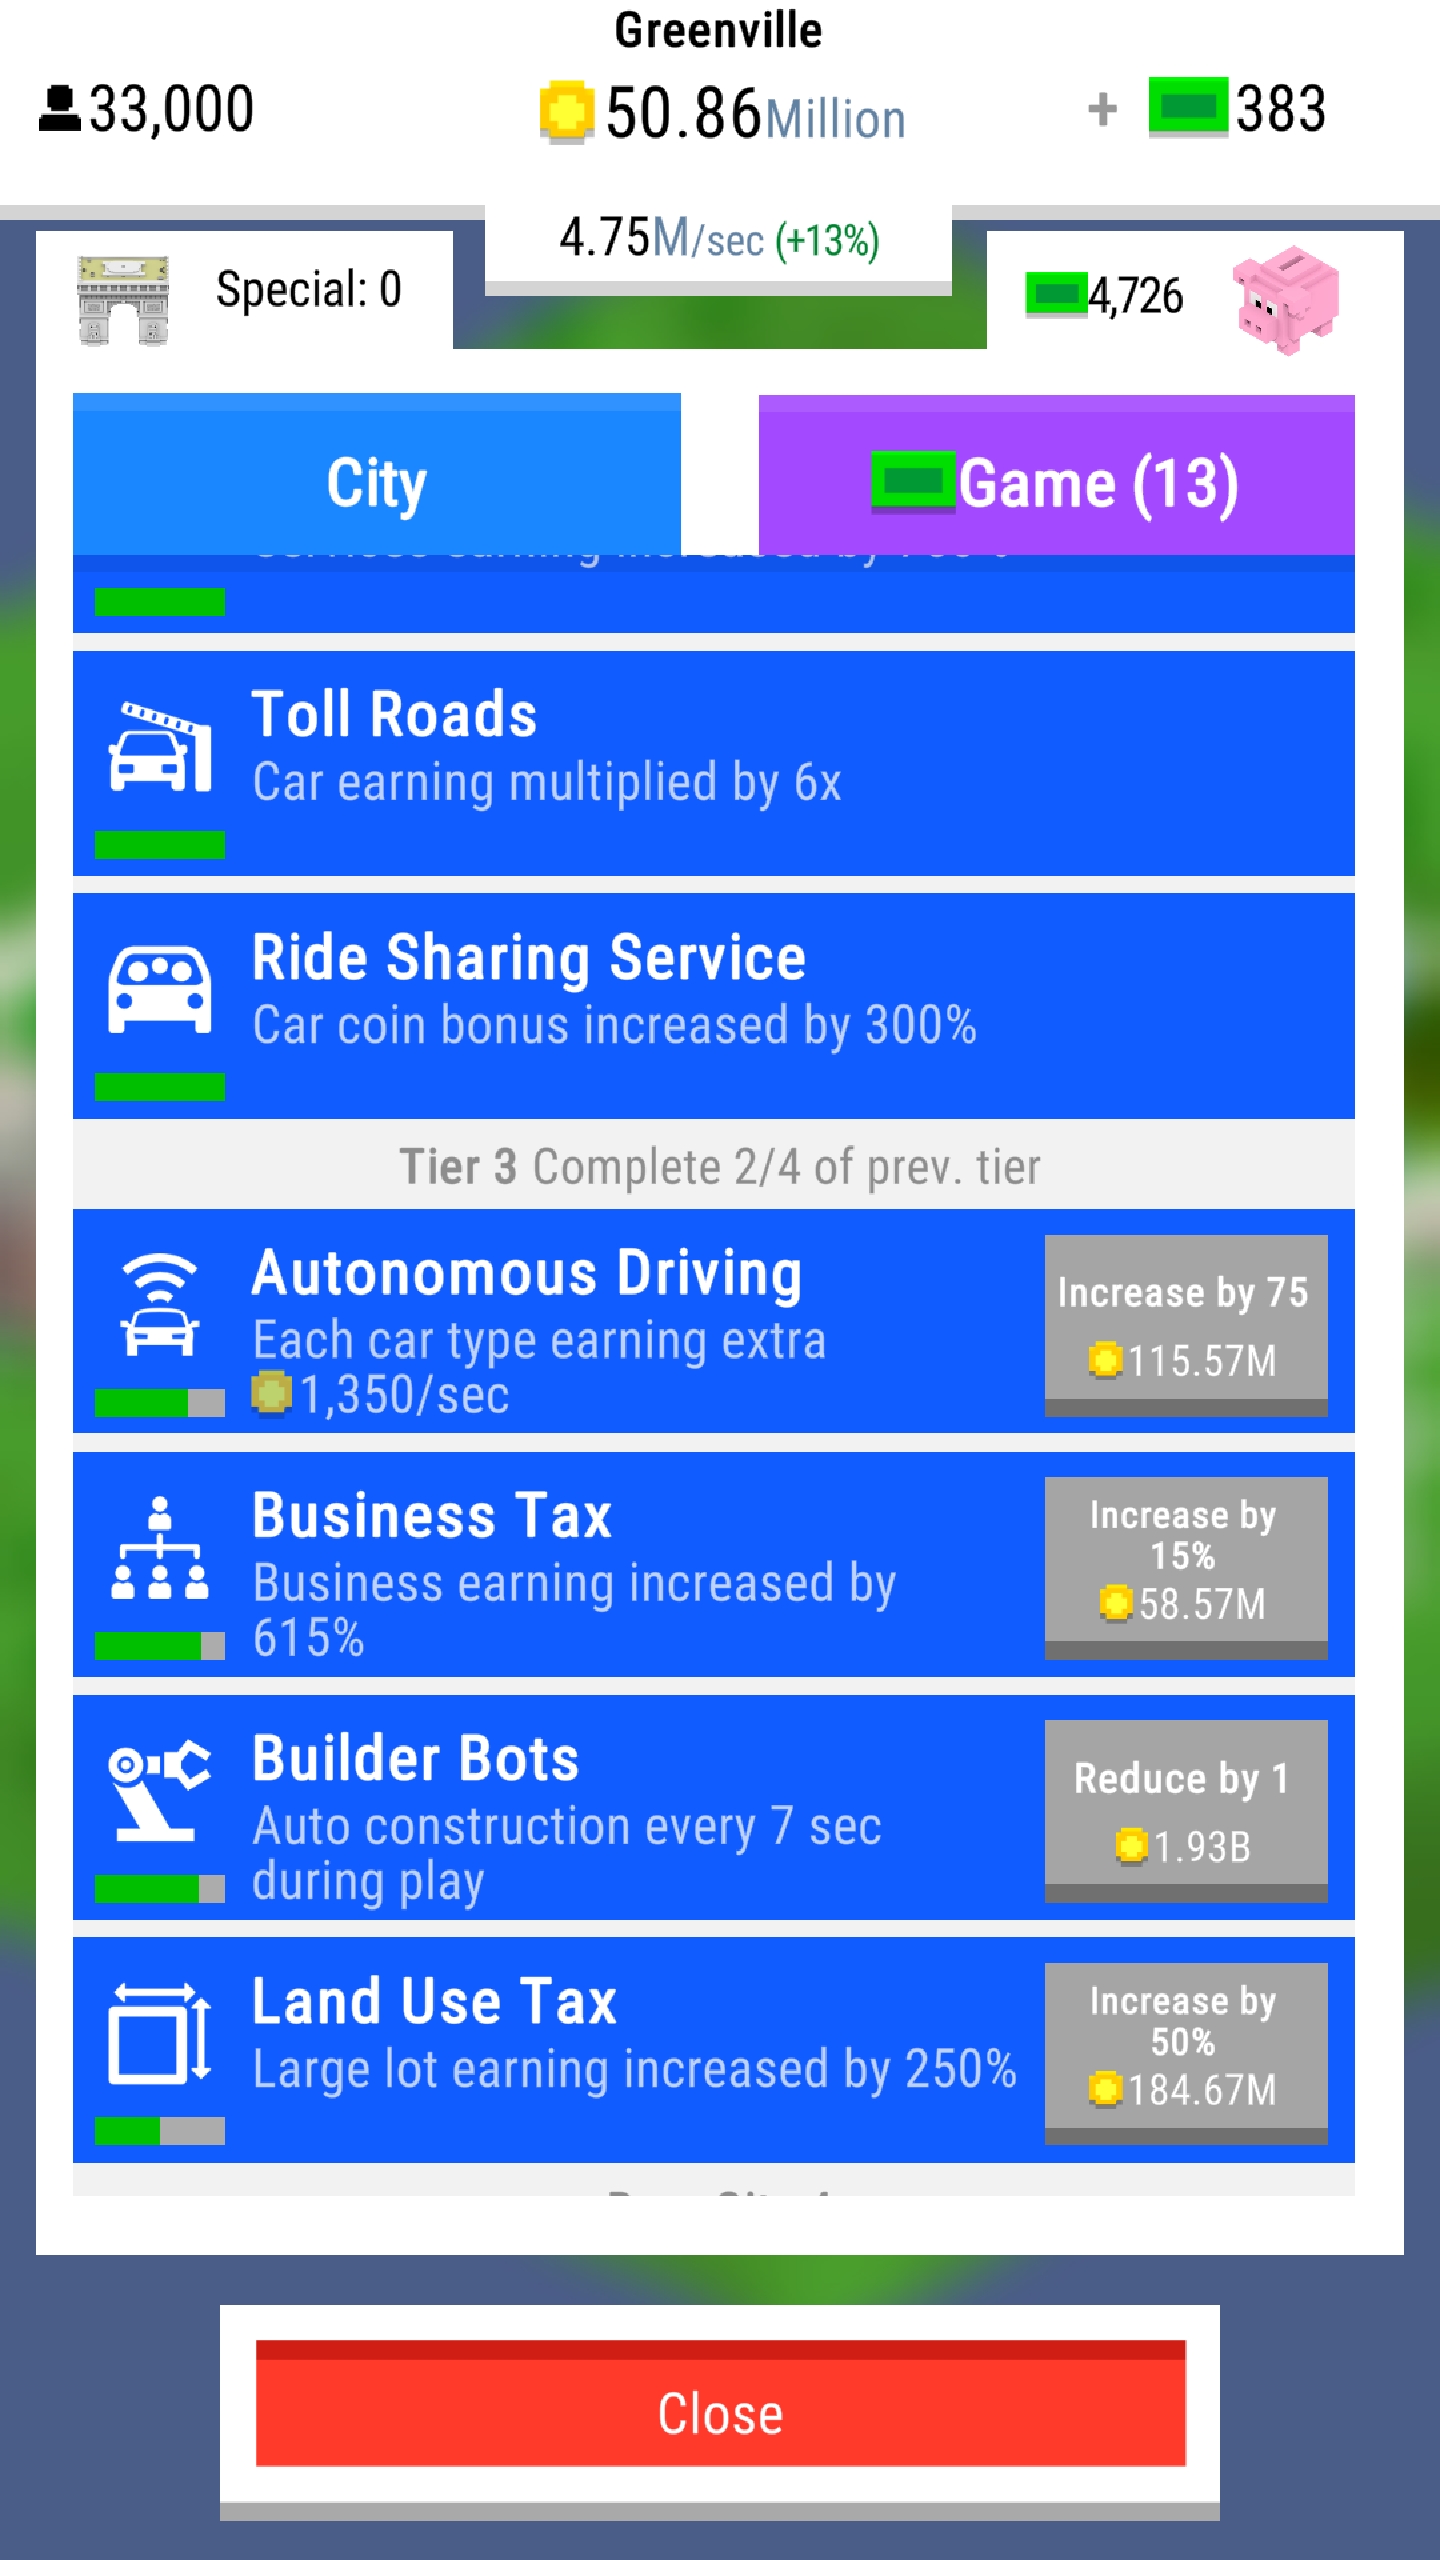 Greenville
33,000
50.86Million
+ 383
4.75M/sec (+13%)
Special: 0
4,726
City
Game (13)
Toll Roads
Car earning multiplied by 6x
Ride Sharing Service
Car coin bonus increased by 300%
Tier 3 Complete 2/4 of prev. tier
Autonomous Driving
Each car type earning extra
1,350/sec
Increase by 75
115.57M
Business Tax
Business earning increased by
615%
Increase by
15%
58.57M
Builder Bots
Auto construction every 7 sec
during play
Reduce by 1
1.93B
Land Use Tax
Large lot earning increased by 250%
Increase by
50%
184.67M
Close